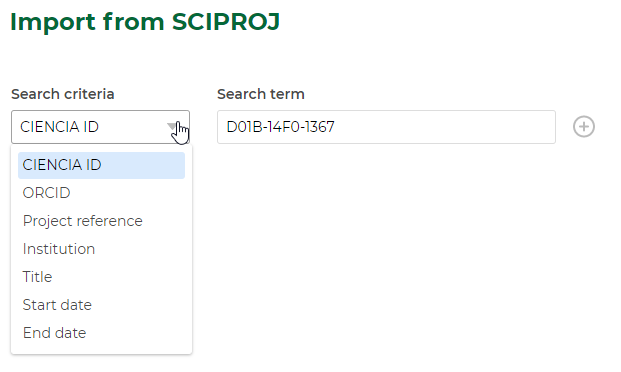 Import from SCIPROJ
Search criteria
Search term
CIENCIA ID
D01B-14F0-1367
CIENCIA ID
ORCID
Project reference
Institution
Title
Start date
End date